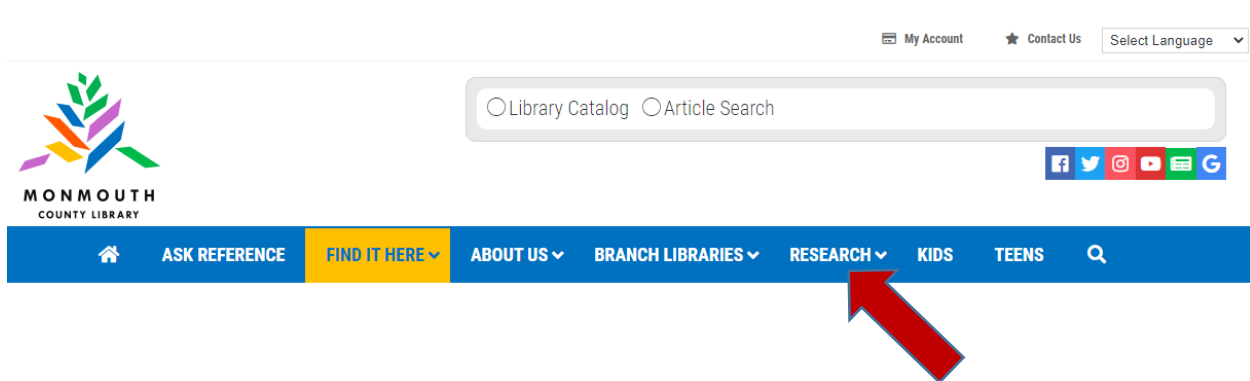 My Account Contact Us Select Language
Library Catalog Article Search
MONMOUTH
COUNTY LIBRARY
ASK REFERENCE FIND IT HERE ABOUT US BRANCH LIBRARIES RESEARCH KIDS TEENS